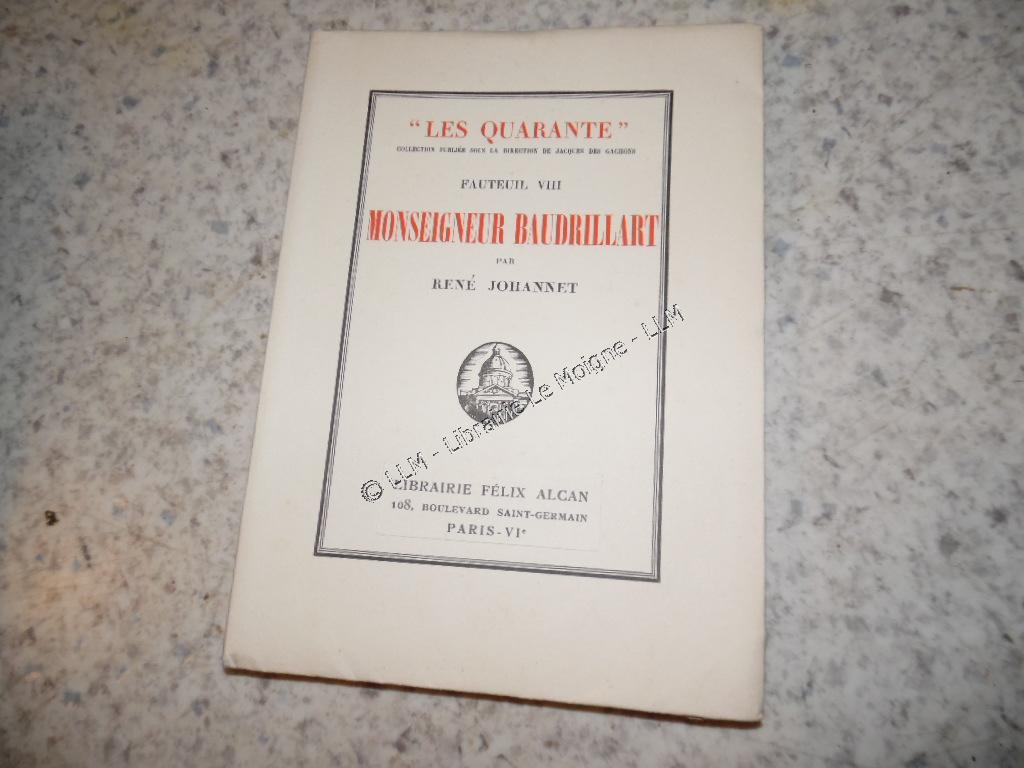 “LES QUARANTE”
COLLECTION PUBLIÉE SOUS LA DIRECTION DE JACQUES DES GACHONS
FAUTEUIL VIII
MONSEIGNEUR BAUDRILLART
PAR
RENÉ JOHANNET
© LLM - Librairie Le Moigne - LLM
LIBRAIRIE FÉLIX ALCAN
108, BOULEVARD SAINT-GERMAIN
PARIS-VIᵉ